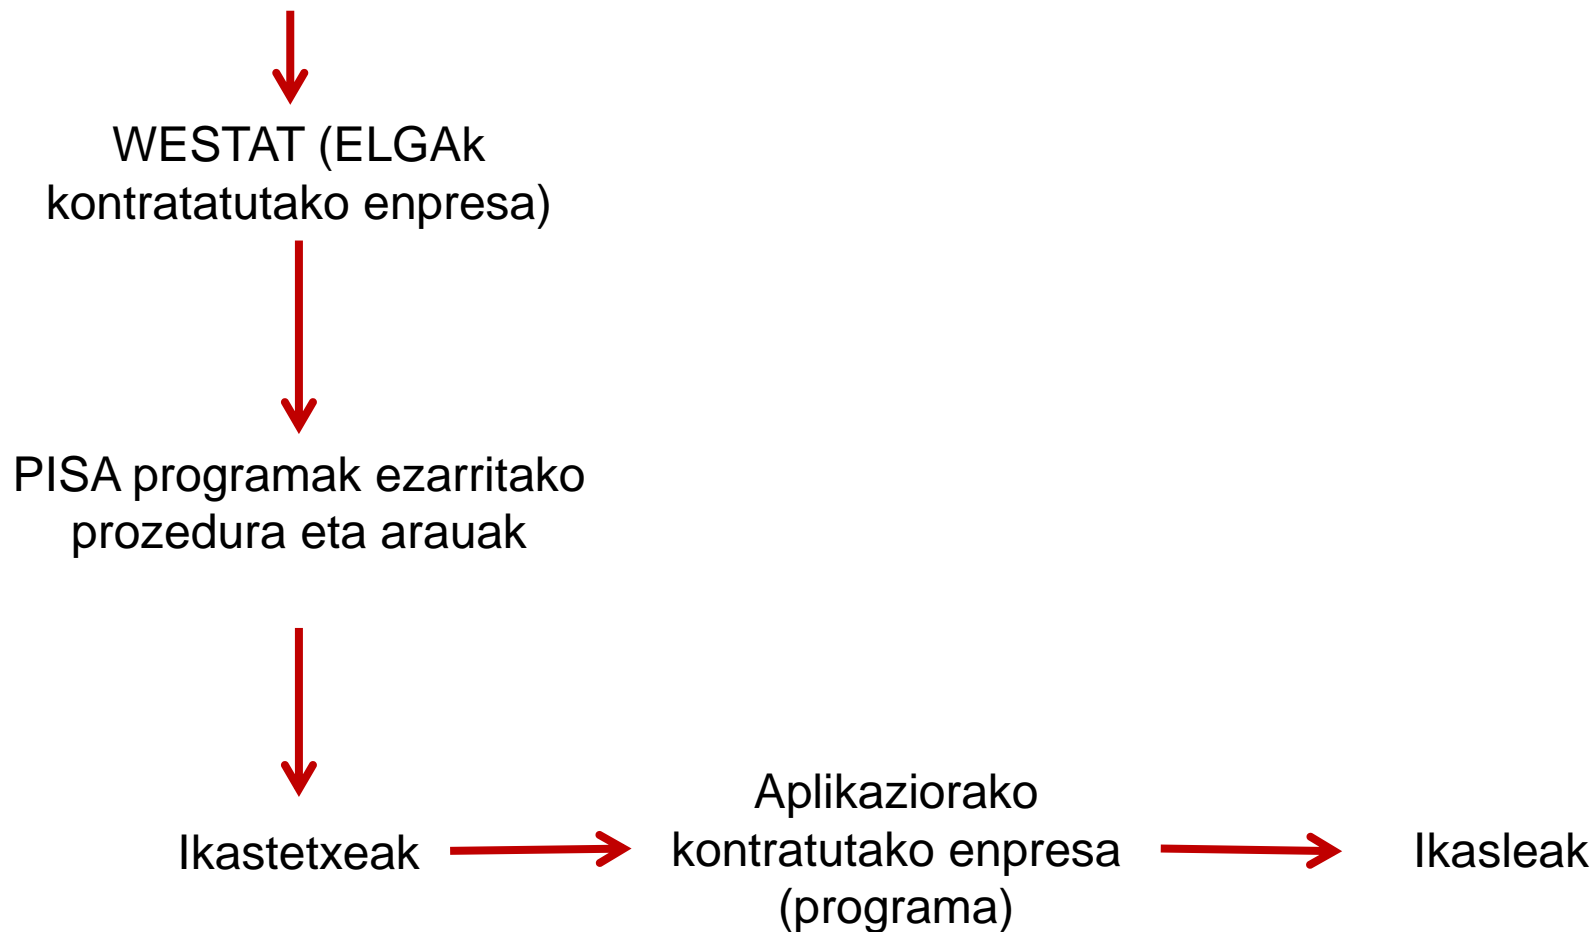 WESTAT (ELGAk
kontratatutako enpresa)
PISA programak ezarritako
prozedura eta arauak
Ikastetxeak
Aplikaziorako
kontratutako enpresa
(programa)
Ikasleak